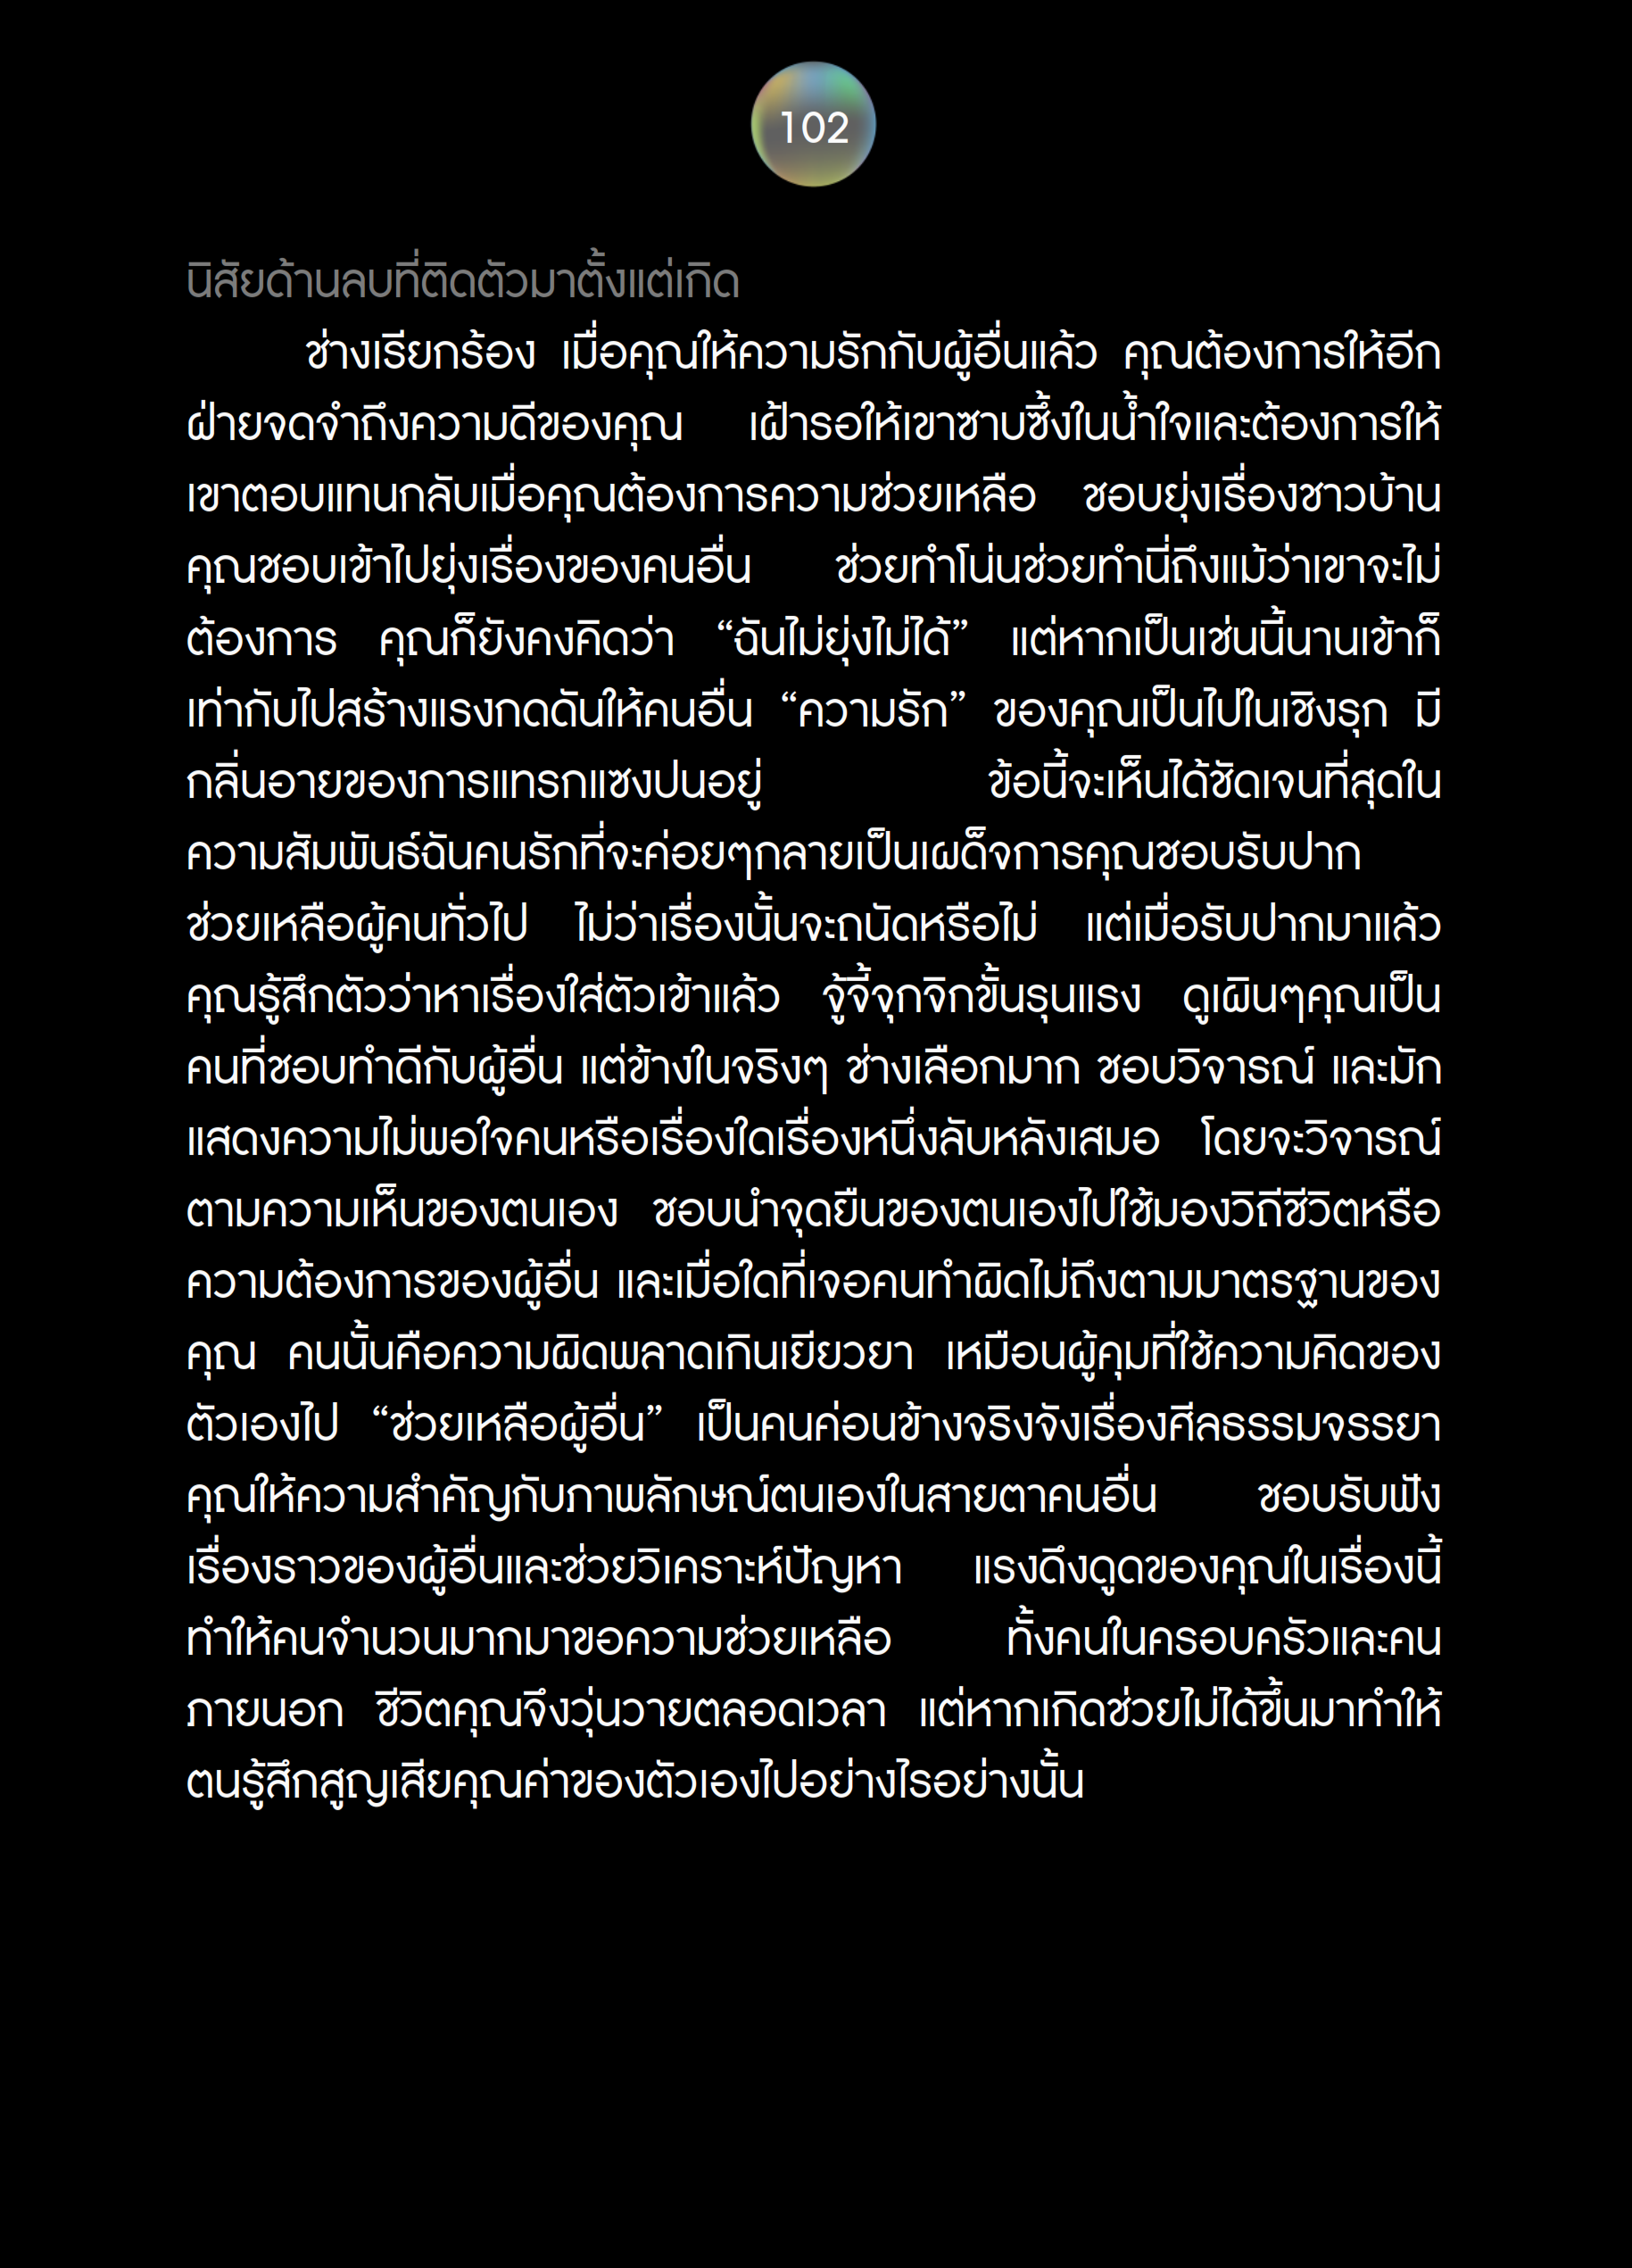 102
นิสัยด้านลบที่ติดตัวมาตั้งแต่เกิด
ช่างเรียกร้อง เมื่อคุณให้ความรักกับผู้อื่นแล้ว คุณต้องการให้อีก
ฝ่ายจดจำถึงความดีของคุณ เฝ้ารอให้เขาซาบซึ้งในน้ำใจและต้องการให้
เขาตอบแทนกลับเมื่อคุณต้องการความช่วยเหลือ ชอบยุ่งเรื่องชาวบ้าน
คุณชอบเข้าไปยุ่งเรื่องของคนอื่น ช่วยทำโน่นช่วยทำนี่ถึงแม้ว่าเขาจะไม่
ต้องการ คุณก็ยังคงคิดว่า “ฉันไม่ยุ่งไม่ได้” แต่หากเป็นเช่นนี้นานเข้าก็
เท่ากับไปสร้างแรงกดดันให้คนอื่น “ความรัก” ของคุณเป็นไปในเชิงรุก มี
กลิ่นอายของการแทรกแซงปนอยู่ ข้อนี้จะเห็นได้ชัดเจนที่สุดใน
ความสัมพันธ์ฉันคนรักที่จะค่อยๆกลายเป็นเผด็จการคุณชอบรับปาก
ช่วยเหลือผู้คนทั่วไป ไม่ว่าเรื่องนั้นจะถนัดหรือไม่ แต่เมื่อรับปากมาแล้ว
คุณรู้สึกตัวว่าหาเรื่องใส่ตัวเข้าแล้ว จู้จี้จุกจิกขั้นรุนแรง ดูเผินๆคุณเป็น
คนที่ชอบทำดีกับผู้อื่น แต่ข้างในจริงๆ ช่างเลือกมาก ชอบวิจารณ์ และมัก
แสดงความไม่พอใจคนหรือเรื่องใดเรื่องหนึ่งลับหลังเสมอ โดยจะวิจารณ์
ตามความเห็นของตนเอง ชอบนำจุดยืนของตนเองไปใช้มองวิถีชีวิตหรือ
ความต้องการของผู้อื่น และเมื่อใดที่เจอคนทำผิดไม่ถึงตามมาตรฐานของ
คุณ คนนั้นคือความผิดพลาดเกินเยียวยา เหมือนผู้คุมที่ใช้ความคิดของ
ตัวเองไป “ช่วยเหลือผู้อื่น” เป็นคนค่อนข้างจริงจังเรื่องศีลธรรมจรรยา
คุณให้ความสำคัญกับภาพลักษณ์ตนเองในสายตาคนอื่น ชอบรับฟัง
เรื่องราวของผู้อื่นและช่วยวิเคราะห์ปัญหา แรงดึงดูดของคุณในเรื่องนี้
ทำให้คนจำนวนมากมาขอความช่วยเหลือ ทั้งคนในครอบครัวและคน
ภายนอก ชีวิตคุณจึงวุ่นวายตลอดเวลา แต่หากเกิดช่วยไม่ได้ขึ้นมาทำให้
ตนรู้สึกสูญเสียคุณค่าของตัวเองไปอย่างไรอย่างนั้น